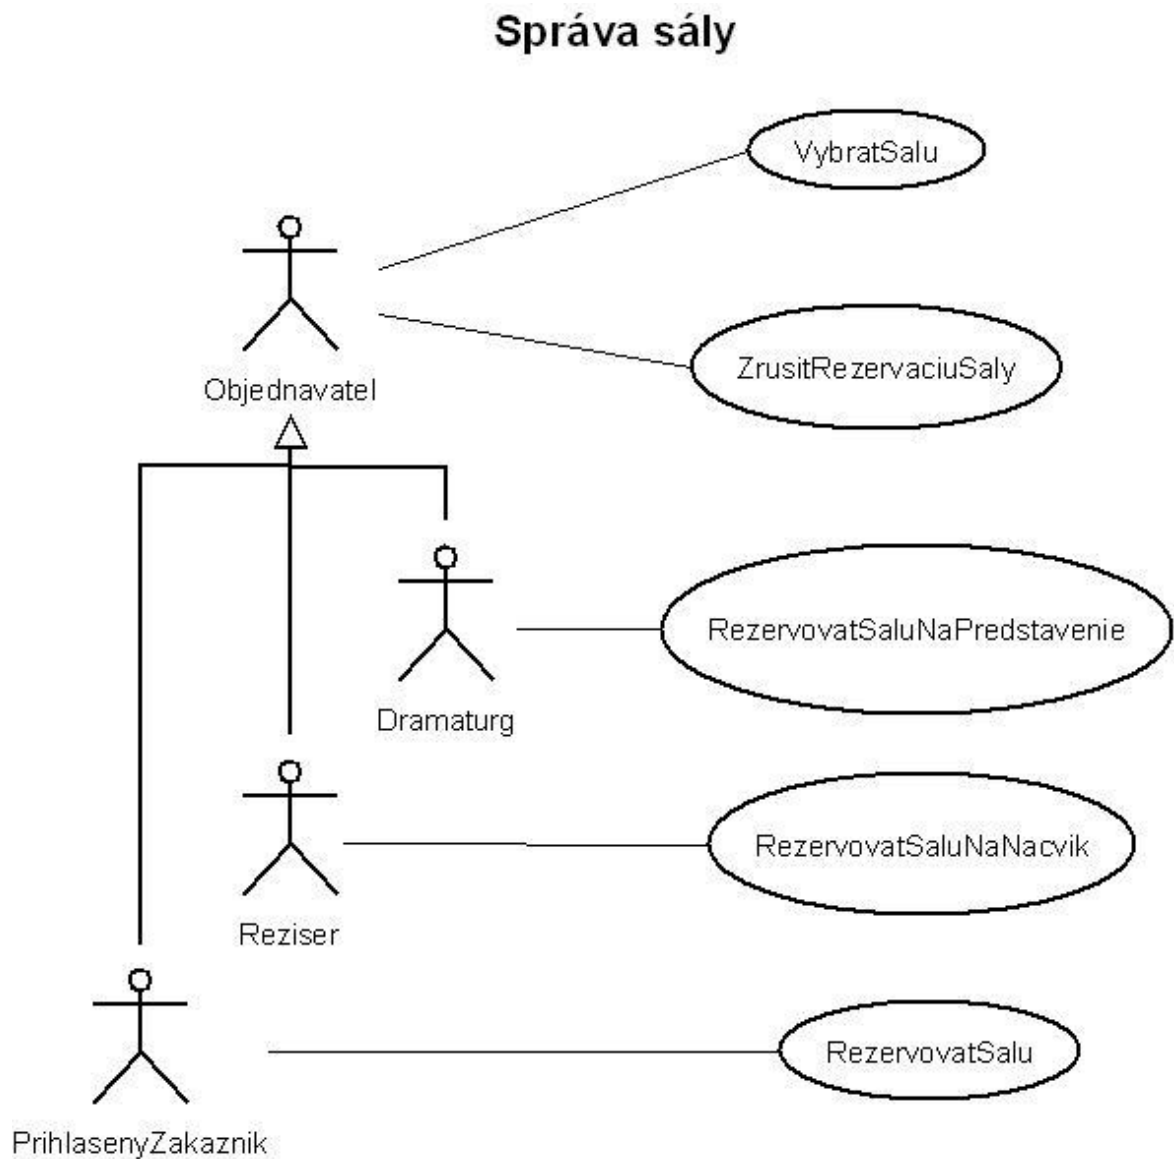 Správa sály
VybratSalu
Objednavatel
ZrusitRezervaciuSaly
Dramaturg
RezervovatSaluNaPredstavenie
Reziser
RezervovatSaluNaNacvik
PrihlasenyZakaznik
RezervovatSalu